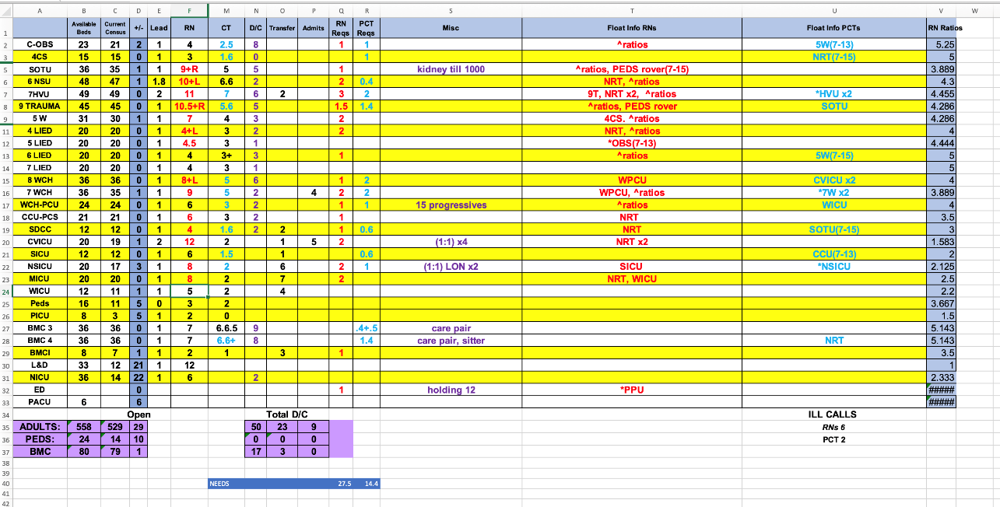 A B C D E F M N O P Q R S T U V W
1 Available Beds Current Census +/- Lead RN CT D/C Transfer Admits RN Reqs PCT Reqs Misc Float Info RNs Float Info PCTs RN Ratios
2 C-OBS 23 21 2 1 4 2.5 8 1 1 ^ratios 5W(7-13) 5.25
3 4CS 15 15 0 1 3 1.6 0 1 NRT(7-15) 5
5 SOTU 36 35 1 1 9+R 5 5 1 kidney till 1000 ^ratios, PEDS rover(7-15) 3.889
6 6 NSU 48 47 1 1.8 10+L 6.6 2 2 0.4 NRT, ^ratios 4.3
7 7HVU 49 49 0 2 11 7 6 2 3 2 9T, NRT x2, ^ratios *HVU x2 4.455
8 9 TRAUMA 45 45 0 1 10.5+R 5.6 5 1.5 1.4 ^ratios, PEDS rover SOTU 4.286
9 5 W 31 30 1 1 7 4 3 2 4CS. ^ratios 4.286
11 4 LIED 20 20 0 1 4+L 3 2 2 NRT, ^ratios 4
12 5 LIED 20 20 0 1 4.5 3 1 *OBS(7-13) 4.444
13 6 LIED 20 20 0 1 4 3+ 3 1 ^ratios 5W(7-15) 5
14 7 LIED 20 20 0 1 4 3 1 5
15 8 WCH 36 36 0 1 8+L 5 6 1 2 WPCU CVICU x2 4
16 7 WCH 36 35 1 1 9 5 2 4 2 2 WPCU, ^ratios *7W x2 3.889
17 WCH-PCU 24 24 0 1 6 3 2 1 1 15 progressives ^ratios WICU 4
18 CCU-PCS 21 21 0 1 6 3 2 1 NRT 3.5
19 SDCC 12 12 0 1 4 1.6 2 2 1 0.6 NRT SOTU(7-15) 3
20 CVICU 20 19 1 2 12 2 1 5 2 (1:1) x4 NRT x2 1.583
21 SICU 12 12 0 1 6 1.5 1 0.6 CCU(7-13) 2
22 NSICU 20 17 3 1 8 2 6 2 1 (1:1) LON x2 SICU *NSICU 2.125
23 MICU 20 20 0 1 8 2 7 2 NRT, WICU 2.5
24 WICU 12 11 1 1 5 2 4 2.2
25 Peds 16 11 5 0 3 2 3.667
26 PICU 8 3 5 1 2 0 1.5
27 BMC 3 36 36 0 1 7 6.6.5 9 .4+.5 care pair 5.143
28 BMC 4 36 36 0 1 7 6.6+ 8 1.4 care pair, sitter NRT 5.143
29 BMCI 8 7 1 1 2 1 3 1 3.5
30 L&D 33 12 21 1 12 1
31 NICU 36 14 22 1 6 2 2.333
32 ED 0 1 holding 12 *PPU #####
33 PACU 6 6 #####
34 Open Total D/C ILL CALLS
35 ADULTS: 558 529 29 50 23 9 RNs 6
36 PEDS: 24 14 10 0 0 0 PCT 2
37 BMC 80 79 1 17 3 0
38
39
40 NEEDS 27.5 14.4
41
42